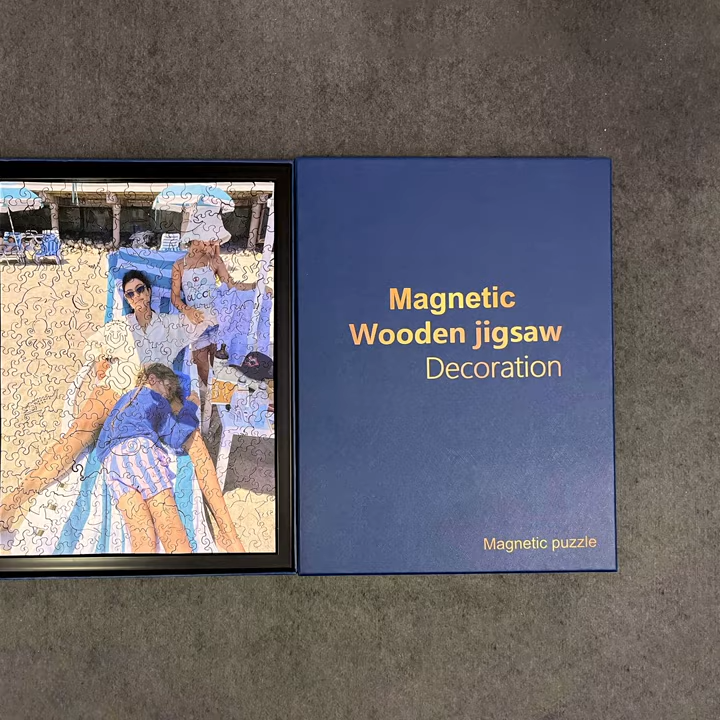 Magnetic
Wooden jigsaw
Decoration
Magnetic puzzle